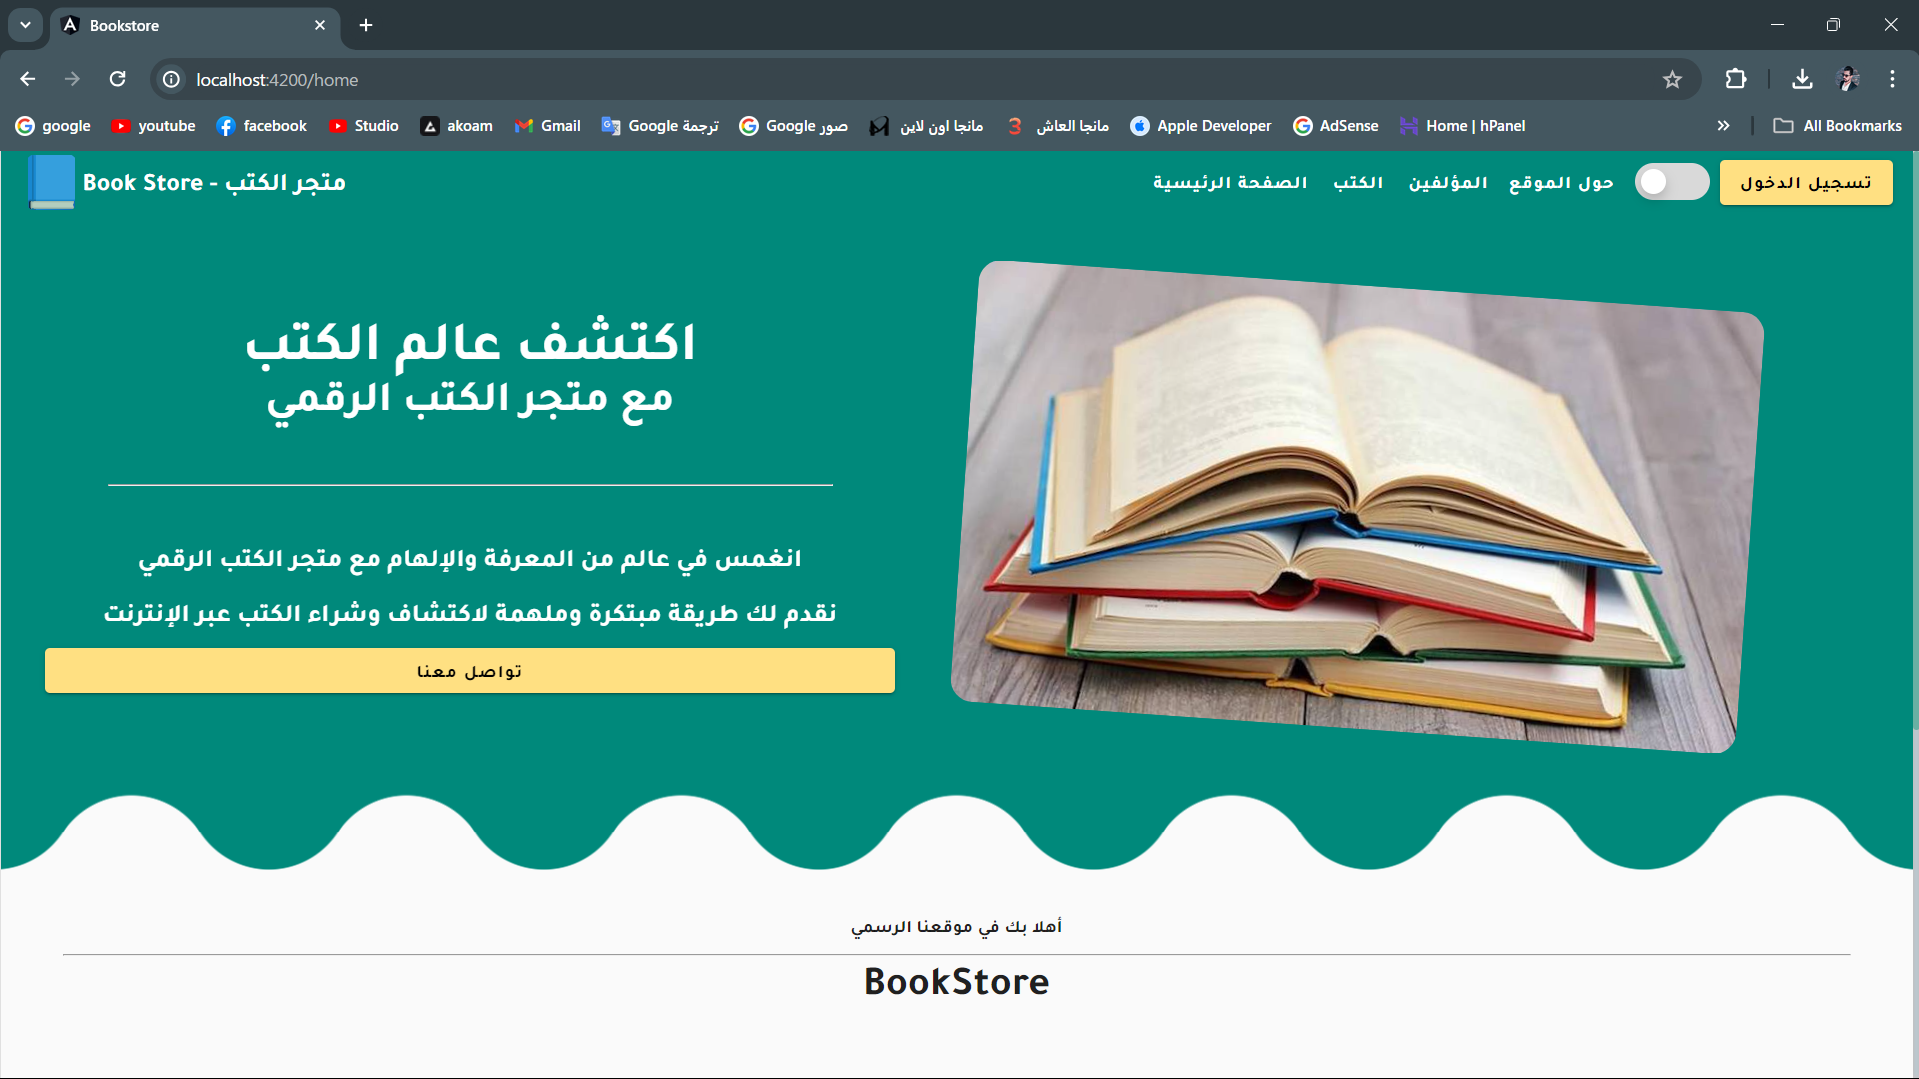 Bookstore
localhost:4200/home
google
youtube
facebook
Studio
akoam
Gmail
ترجمة Google
صور Google
مانجا اون لاين
مانجا العاش
Apple Developer
AdSense
Home | hPanel
All Bookmarks
Book Store - متجر الكتب
الصفحة الرئيسية
الكتب
المؤلفين
حول الموقع
تسجيل الدخول
اكتشف عالم الكتب
مع متجر الكتب الرقمي
انغمس في عالم من المعرفة والإلهام مع متجر الكتب الرقمي
نقدم لك طريقة مبتكرة وملهمة لاكتشاف وشراء الكتب عبر الإنترنت
تواصل معنا
أهلا بك في موقعنا الرسمي
BookStore